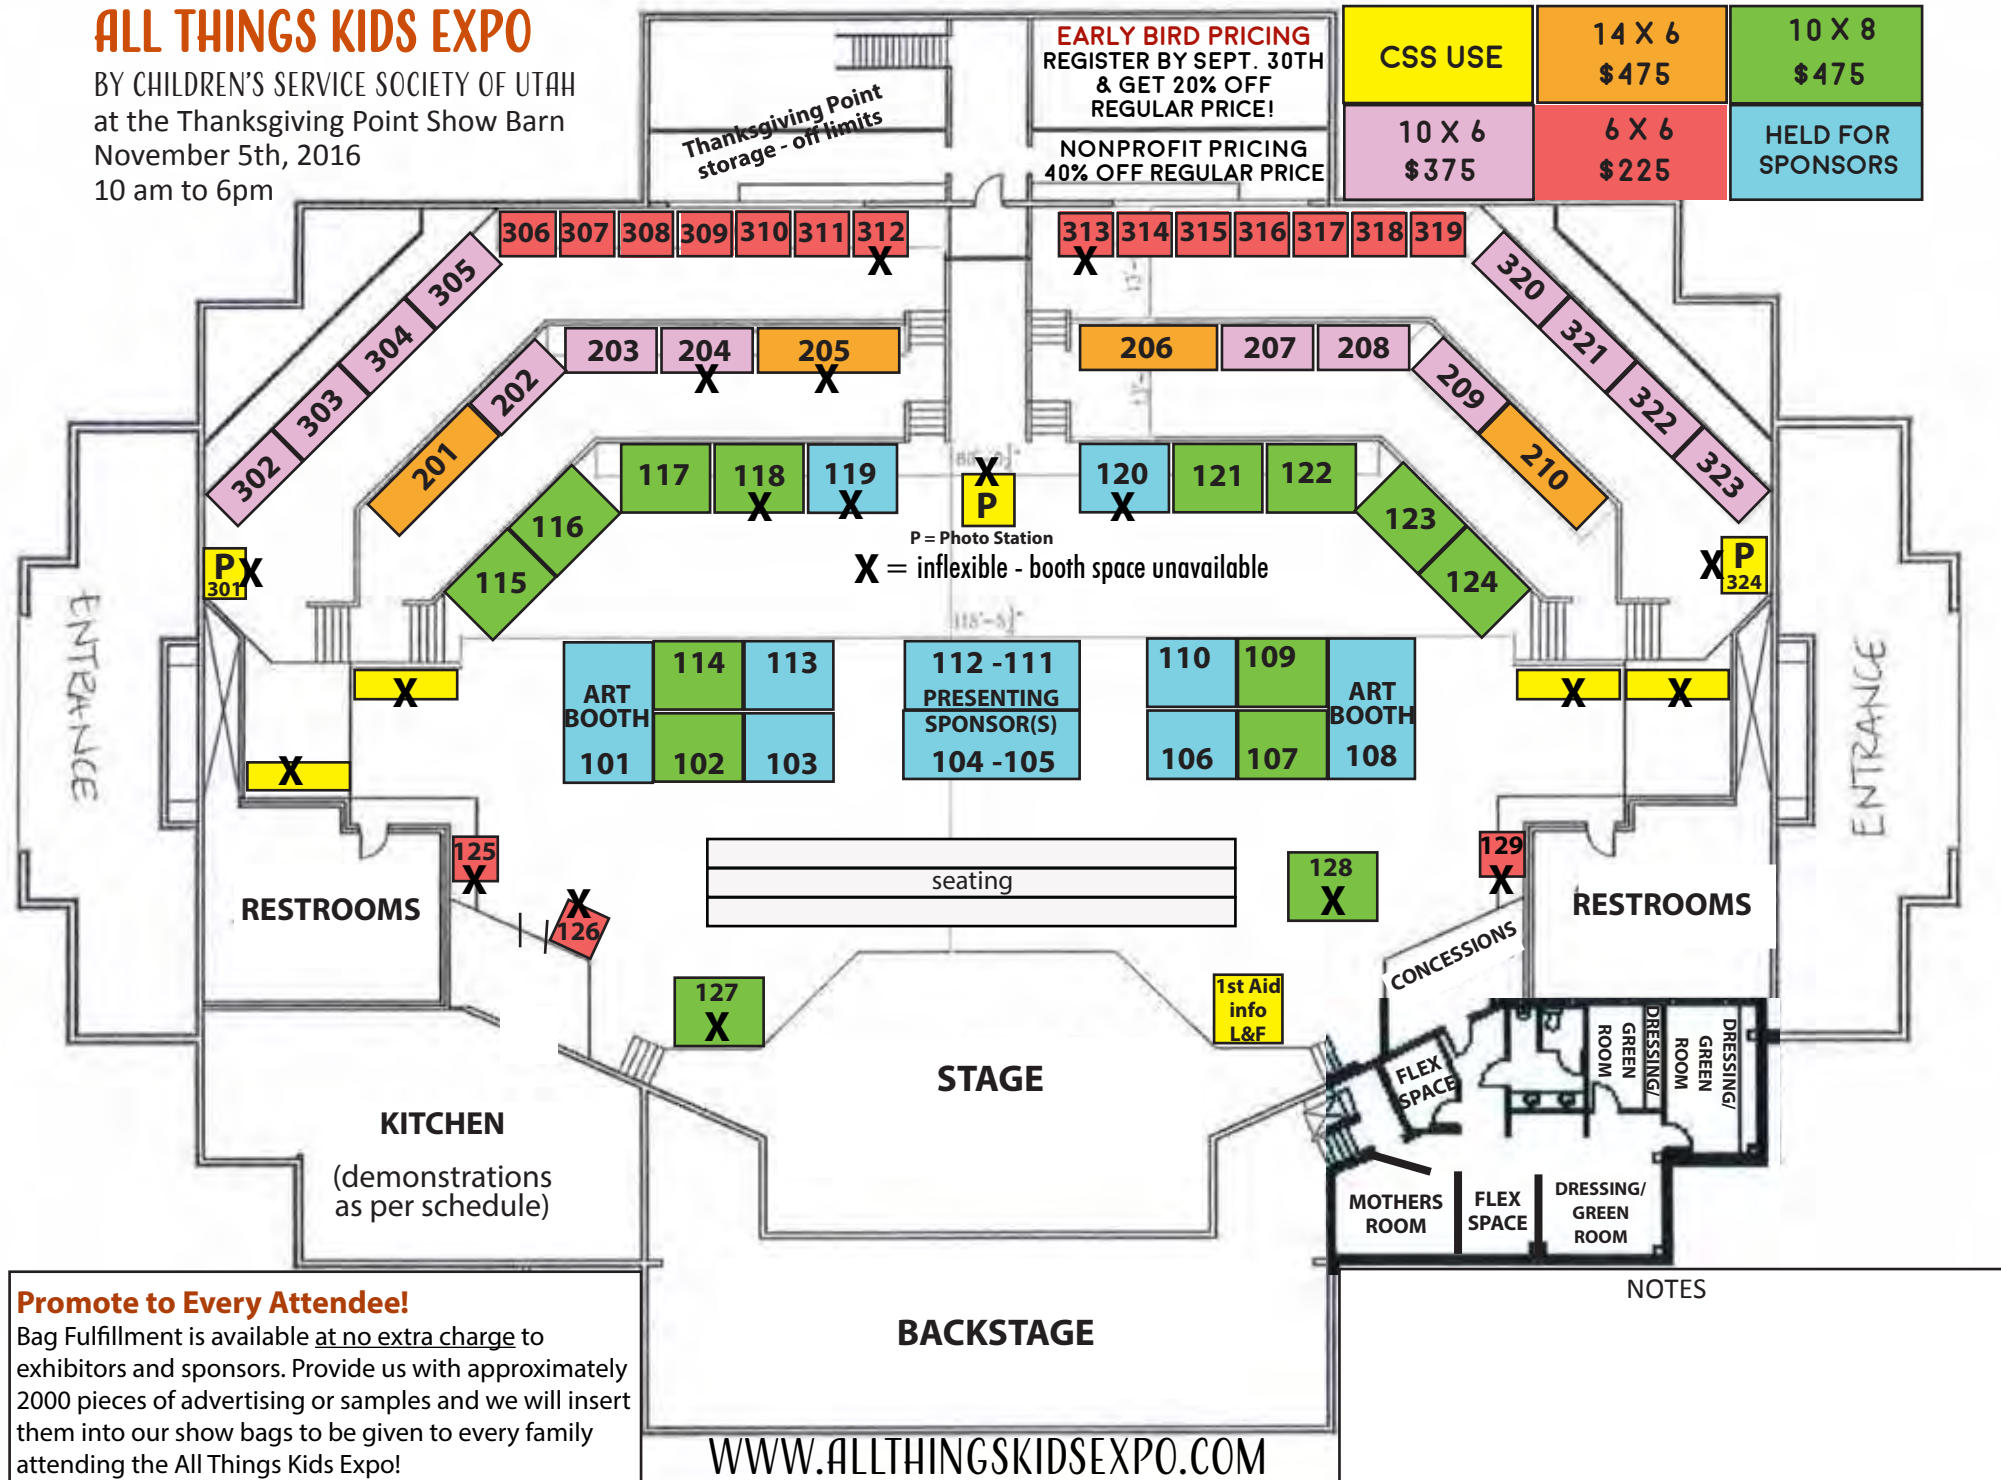 ALL THINGS KIDS EXPO
BY CHILDREN'S SERVICE SOCIETY OF UTAH
at the Thanksgiving Point Show Barn
November 5th, 2016
10 am to 6pm
Thanksgiving Point
storage - off limits
EARLY BIRD PRICING
REGISTER BY SEPT. 30TH
& GET 20% OFF
REGULAR PRICE!
NONPROFIT PRICING
40% OFF REGULAR PRICE
CSS USE
14 X 6
$475
10 X 8
$475
10 X 6
$375
6 X 6
$225
HELD FOR
SPONSORS
306 307 308 309 310 311 312
X
313 314 315 316 317 318 319
X
302 303 304 305
320 321 322 323
201 202 203 204 205
X X
206 207 208 209 210
115 116 117 118 119
X X
X
P
120 121 122 123 124
X
P = Photo Station
X = inflexible - booth space unavailable
P X
301
X P
324
115'-5½"
ENTRANCE
ENTRANCE
X
X
X
X
ART
BOOTH
101
114 113
102 103
112 -111
PRESENTING
SPONSOR(S)
104 -105
110 109
106 107
ART
BOOTH
108
125
X
X
126
seating
128
X
129
X
RESTROOMS
RESTROOMS
CONCESSIONS
127
X
1st Aid
info
L&F
STAGE
KITCHEN
(demonstrations
as per schedule)
FLEX
SPACE
DRESSING/
GREEN
ROOM
DRESSING/
GREEN
ROOM
MOTHERS
ROOM
FLEX
SPACE
DRESSING/
GREEN
ROOM
BACKSTAGE
NOTES
Promote to Every Attendee!
Bag Fulfillment is available at no extra charge to
exhibitors and sponsors. Provide us with approximately
2000 pieces of advertising or samples and we will insert
them into our show bags to be given to every family
attending the All Things Kids Expo!
WWW.ALLTHINGSKIDSEXPO.COM